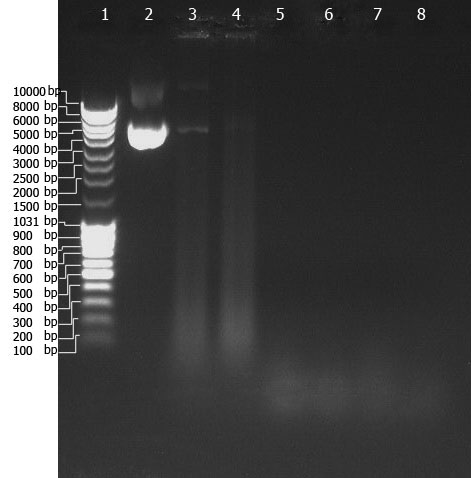 1 2 3 4 5 6 7 8
10000 bp
8000 bp
6000 bp
5000 bp
4000 bp
3000 bp
2500 bp
2000 bp
1500 bp
1031 bp
900 bp
800 bp
700 bp
600 bp
500 bp
400 bp
300 bp
200 bp
100 bp